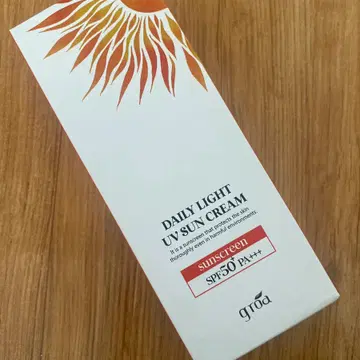 DAILY LIGHT
UV SUN CREAM
It is a sunscreen that protects the skin
thoroughly even in harmful environments.
sunscreen
SPF50+ PA+++
groa